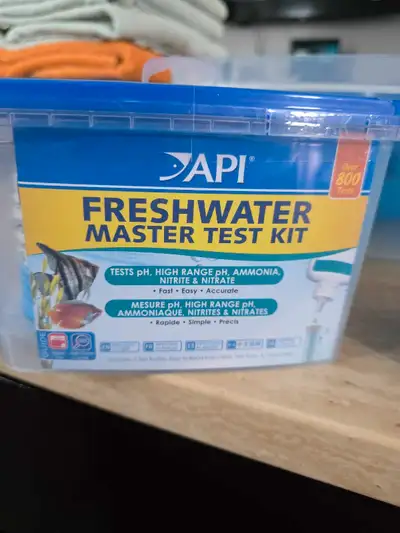 API®
Over
800
Tests
FRESHWATER
MASTER TEST KIT
TESTS pH, HIGH RANGE pH, AMMONIA,
NITRITE & NITRATE
• Fast • Easy • Accurate
MESURE pH, HIGH RANGE pH,
AMMONIAQUE, NITRITES & NITRATES
• Rapide • Simple • Précis